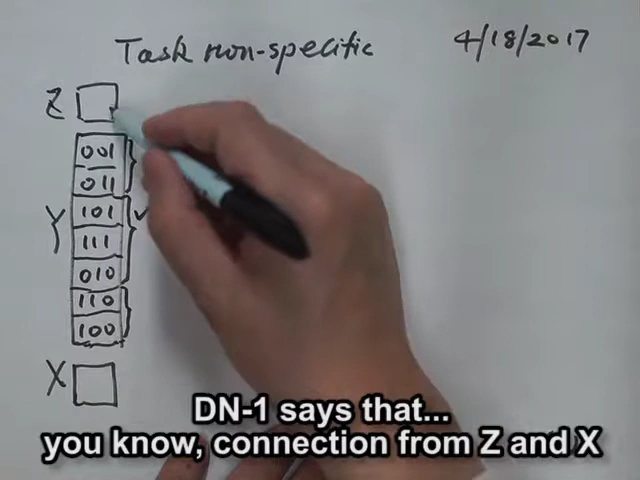 Task non-specific
4/18/2017
Z
001
011
101
Y
111
010
110
100
X
DN-1 says that...
you know, connection from Z and X